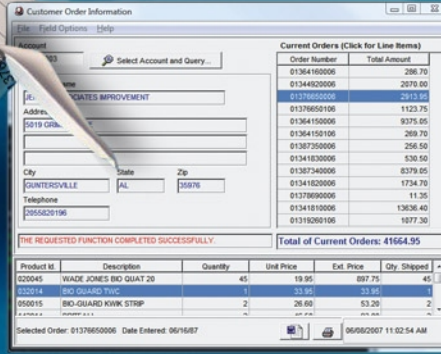 Customer Order Information
File Field Options Help
Account
Select Account and Query...
ASSOCIATES IMPROVEMENT
5019
City State Zip
GUNTERSVILLE AL 35976
Telephone
2055820196
THE REQUESTED FUNCTION COMPLETED SUCCESSFULLY.
Current Orders (Click for Line Items)
Order Number Total Amount
01364160006 286.70
01344920006 2070.00
01376650006 2913.95
01376650106 1123.75
01364150006 9375.05
01364150106 269.70
01387350006 256.50
01341830006 530.50
01387340006 8379.05
01341820006 1734.70
01378690006 11.35
01341810006 13636.40
01319260106 1077.30
Total of Current Orders: 41664.95
Product Id. Description Quantity Unit Price Ext. Price Qty. Shipped
020045 WADE JONES BIO QUAT 20 45 19.95 897.75 45
032014 BIO GUARD TWC 1 33.95 33.95 1
050015 BIO-GUARD KWIK STRIP 2 26.60 53.20 2
Selected Order: 01376650006 Date Entered: 06/16/87 06/08/2007 11:02:54 AM